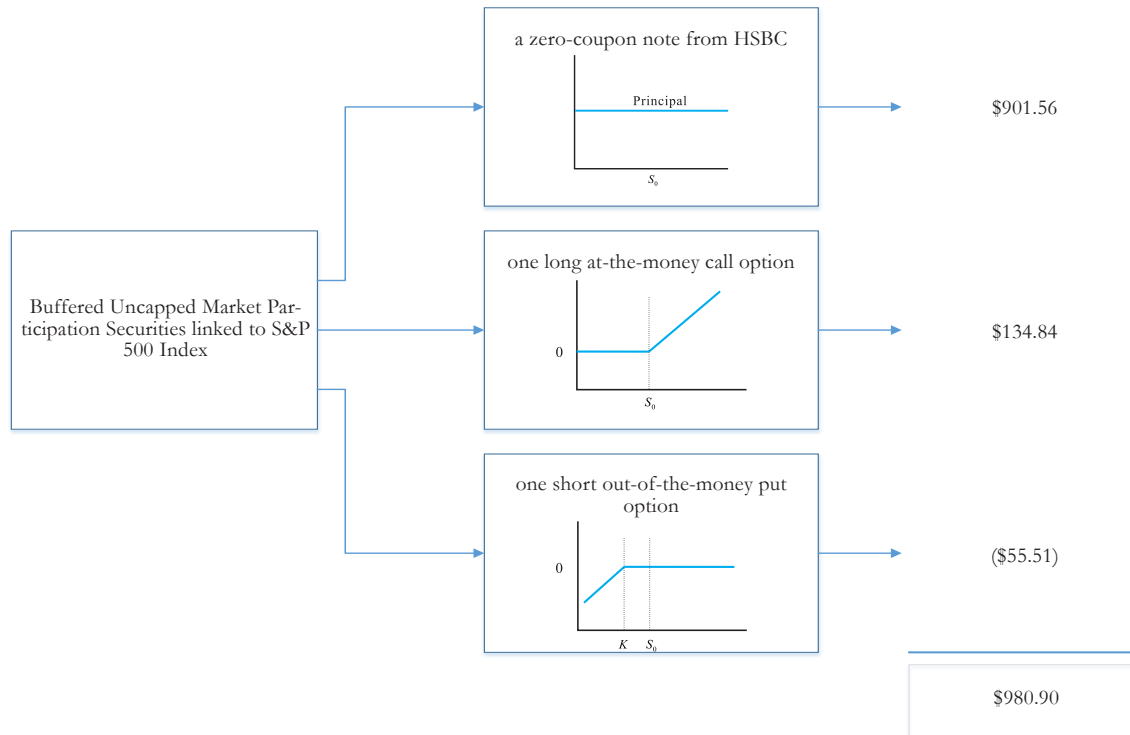 a zero-coupon note from HSBC
Principal
S₀
$901.56
Buffered Uncapped Market Par-
ticipation Securities linked to S&P
500 Index
one long at-the-money call option
0
S₀
$134.84
one short out-of-the-money put
option
0
K S₀
($55.51)
$980.90